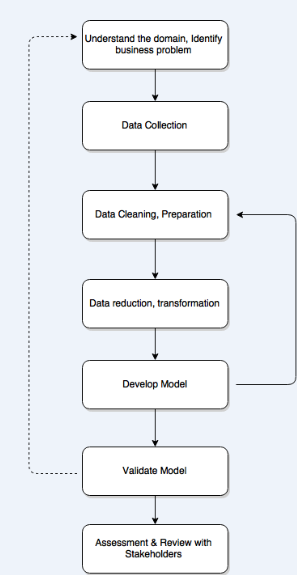 Understand the domain, Identify
business problem
Data Collection
Data Cleaning, Preparation
Data reduction, transformation
Develop Model
Validate Model
Assessment & Review with
Stakeholders